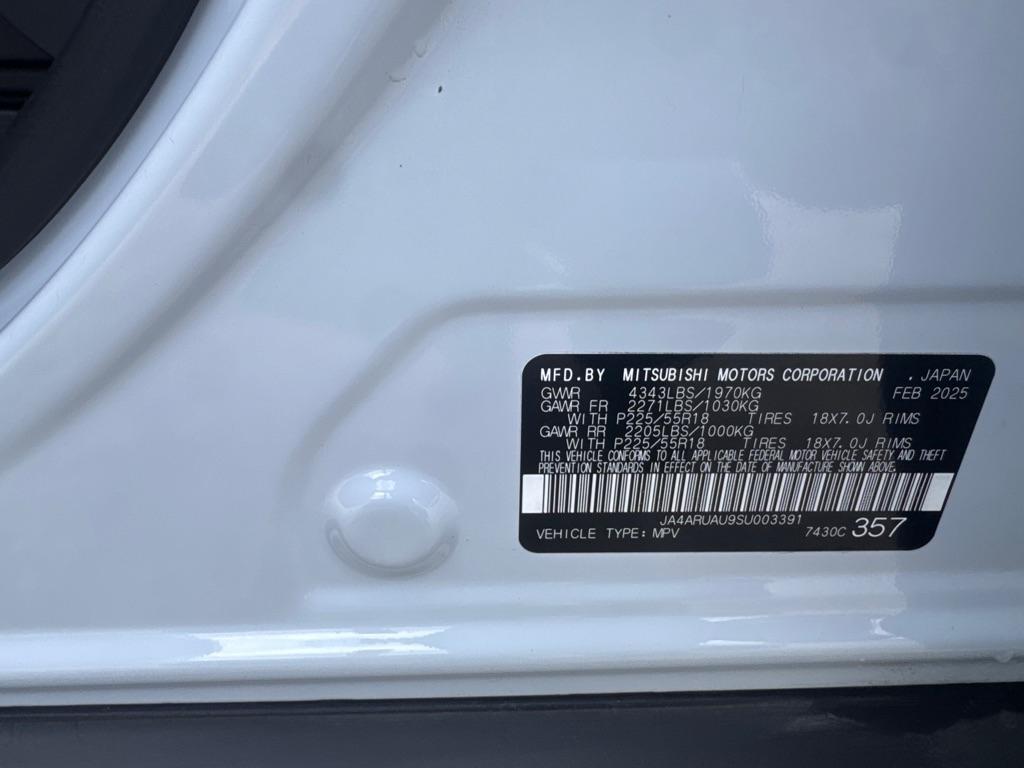 MFD.BY MITSUBISHI MOTORS CORPORATION , JAPAN
GVWR 4343LBS/1970KG FEB 2025
GAWR FR 2271LBS/1030KG
WITH P225/55R18 TIRES 18X7.0J RIMS
GAWR RR 2205LBS/1000KG
WITH P225/55R18 TIRES 18X7.0J RIMS
THIS VEHICLE CONFORMS TO ALL APPLICABLE FEDERAL MOTOR VEHICLE SAFETY AND THEFT
PREVENTION STANDARDS IN EFFECT ON THE DATE OF MANUFACTURE SHOWN ABOVE.
JA4ARUAU9SU003391
VEHICLE TYPE: MPV 7430C 357